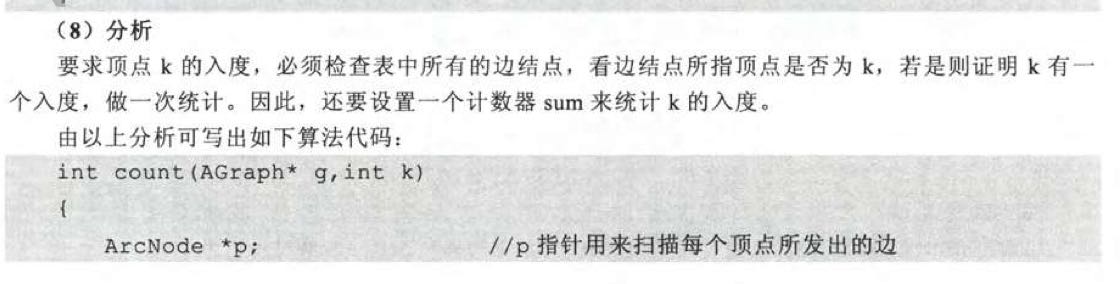 （8）分析
要求顶点 k 的入度，必须检查表中所有的边结点，看边结点所指顶点是否为 k，若是则证明 k 有一
个入度，做一次统计。因此，还要设置一个计数器 sum 来统计 k 的入度。
由以上分析可写出如下算法代码：
int count(AGraph* g,int k)
{
ArcNode *p; //p 指针用来扫描每个顶点所发出的边